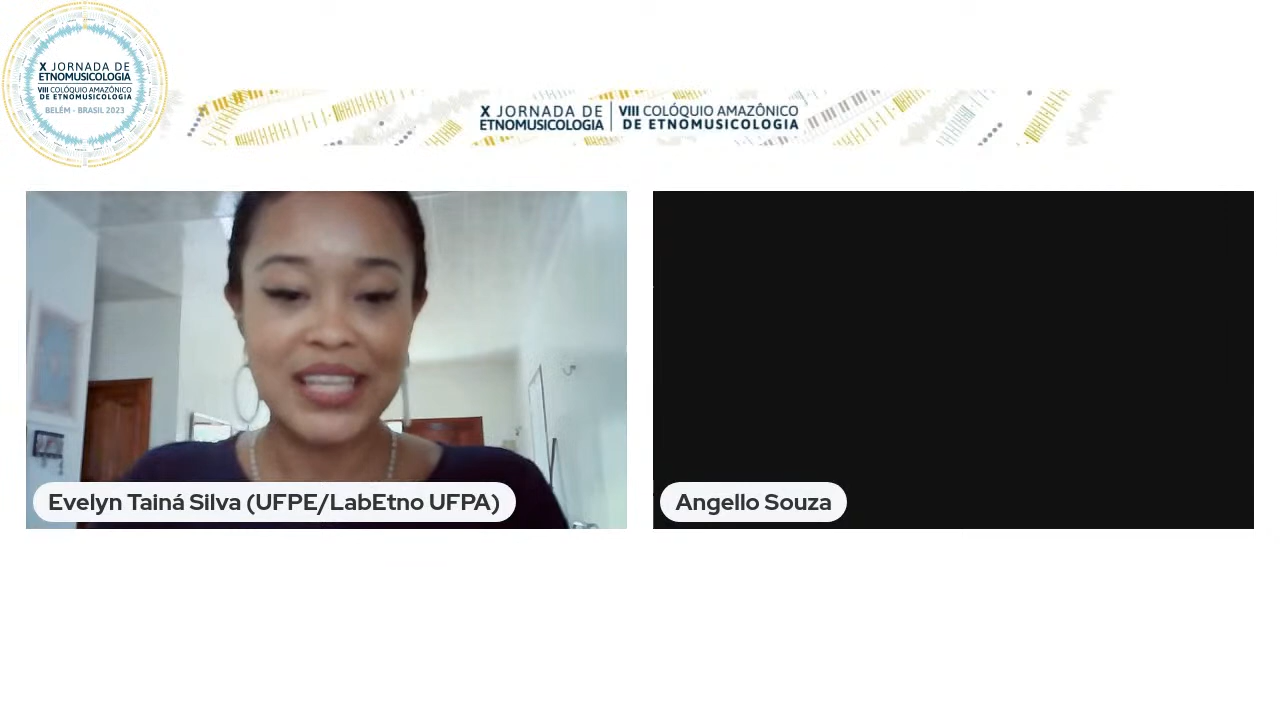 X JORNADA DE
ETNOMUSICOLOGIA
VIII COLÓQUIO AMAZÔNICO
DE ETNOMUSICOLOGIA
BELÉM - BRASIL 2023
X JORNADA DE
ETNOMUSICOLOGIA
VIII COLÓQUIO AMAZÔNICO
DE ETNOMUSICOLOGIA
Evelyn Tainá Silva (UFPE/LabEtno UFPA)
Angello Souza